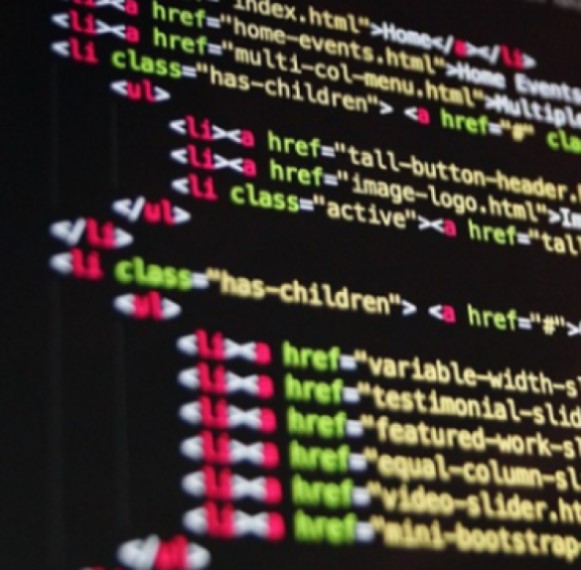 <li><a href="index.html">Home</a></li>
<li><a href="home-events.html">Home Events
<li><a href="multi-col-menu.html">Multiple
<li class="has-children"> <a href="#" cla
<ul>
<li><a href="tall-button-header.
<li><a href="image-logo.html">Im
<li class="active"><a href="tall
</ul>
</li>
<li class="has-children"> <a href="#">
<ul>
<li><a href="variable-width-sl
<li><a href="testimonial-slid
<li><a href="featured-work-sl
<li><a href="equal-column-sl
<li><a href="video-slider.ht
<li><a href="mini-bootstrap-
</ul>